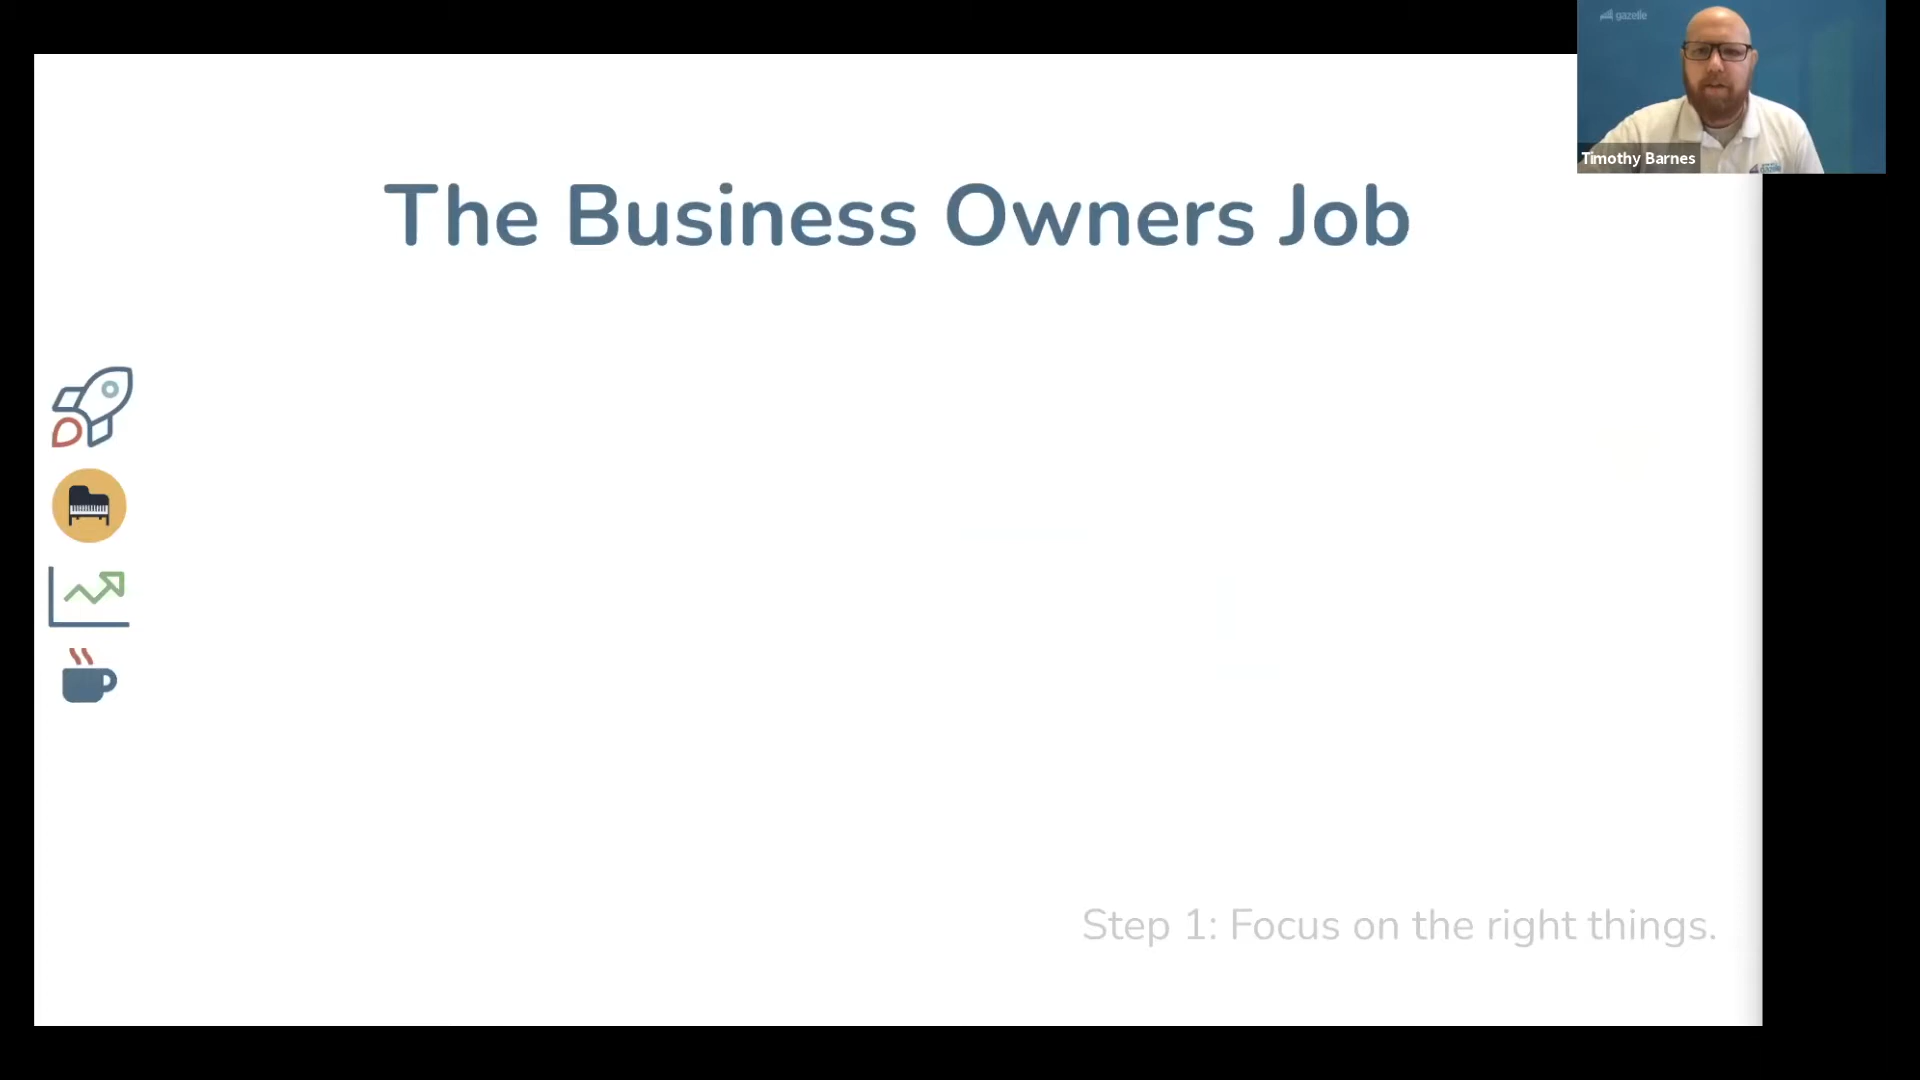 gazelle
The Business Owners Job
Timothy Barnes
Step 1: Focus on the right things.